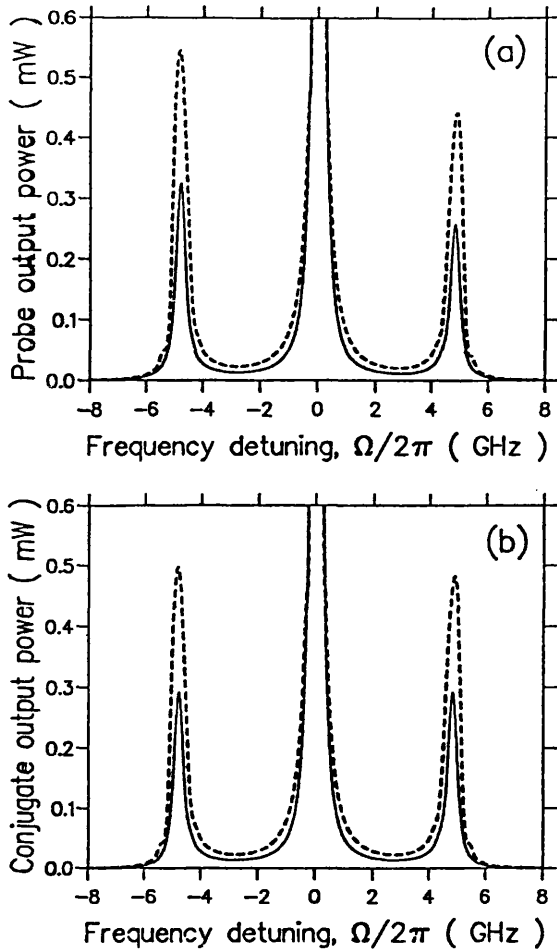 (a)
Probe output power ( mW )
0.6
0.5
0.4
0.3
0.2
0.1
0.0
−8 −6 −4 −2 0 2 4 6 8
Frequency detuning, Ω/2π ( GHz )
(b)
Conjugate output power ( mW )
0.6
0.5
0.4
0.3
0.2
0.1
0.0
−8 −6 −4 −2 0 2 4 6 8
Frequency detuning, Ω/2π ( GHz )